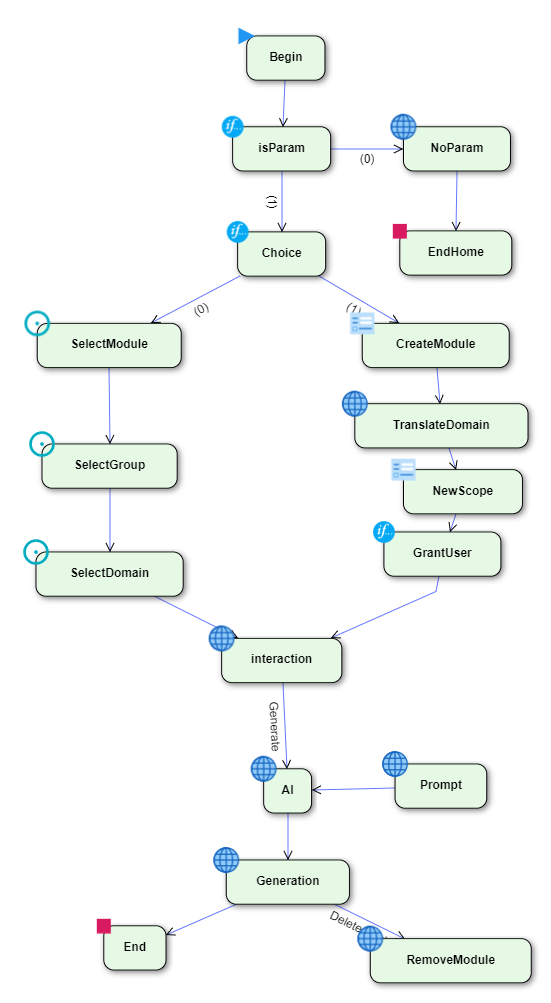 Begin
if...
isParam
(0)
NoParam
(1)
if...
Choice
EndHome
(0)
(1)
SelectModule
CreateModule
TranslateDomain
SelectGroup
NewScope
if...
GrantUser
SelectDomain
interaction
Generate
AI
Prompt
Generation
Delete
End
RemoveModule